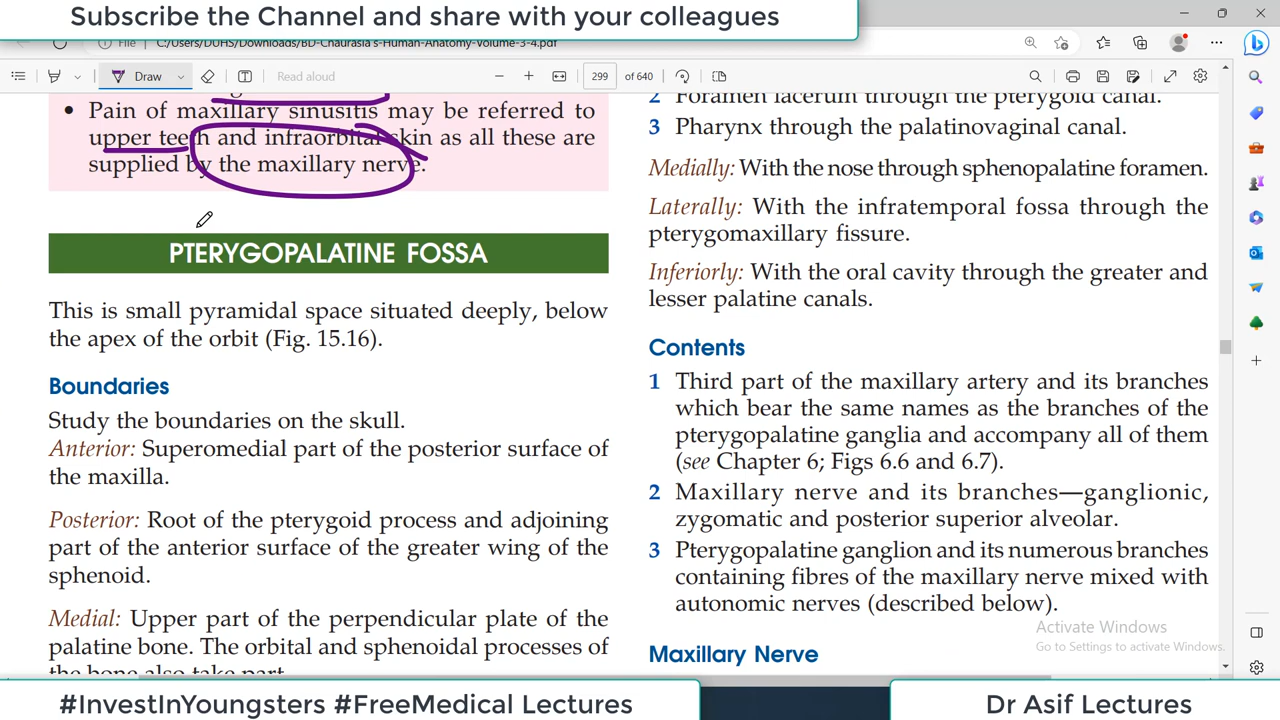 Subscribe the Channel and share with your colleagues
File
C:/Users/DUHS/Downloads/BD-Chaurasia's-Human-Anatomy-Volume-3-4.pdf
Draw
Read aloud
299
of 640
• Pain of maxillary sinusitis may be referred to
upper teeth and infraorbital skin as all these are
supplied by the maxillary nerve.
PTERYGOPALATINE FOSSA
This is small pyramidal space situated deeply, below
the apex of the orbit (Fig. 15.16).
Boundaries
Study the boundaries on the skull.
Anterior: Superomedial part of the posterior surface of
the maxilla.
Posterior: Root of the pterygoid process and adjoining
part of the anterior surface of the greater wing of the
sphenoid.
Medial: Upper part of the perpendicular plate of the
palatine bone. The orbital and sphenoidal processes of
the bone also take part.
2 Foramen lacerum through the pterygoid canal.
3 Pharynx through the palatinovaginal canal.
Medially: With the nose through sphenopalatine foramen.
Laterally: With the infratemporal fossa through the
pterygomaxillary fissure.
Inferiorly: With the oral cavity through the greater and
lesser palatine canals.
Contents
1 Third part of the maxillary artery and its branches
which bear the same names as the branches of the
pterygopalatine ganglia and accompany all of them
(see Chapter 6; Figs 6.6 and 6.7).
2 Maxillary nerve and its branches—ganglionic,
zygomatic and posterior superior alveolar.
3 Pterygopalatine ganglion and its numerous branches
containing fibres of the maxillary nerve mixed with
autonomic nerves (described below).
Maxillary Nerve
Activate Windows
Go to Settings to activate Windows.
#InvestInYoungsters #FreeMedical Lectures
Dr Asif Lectures